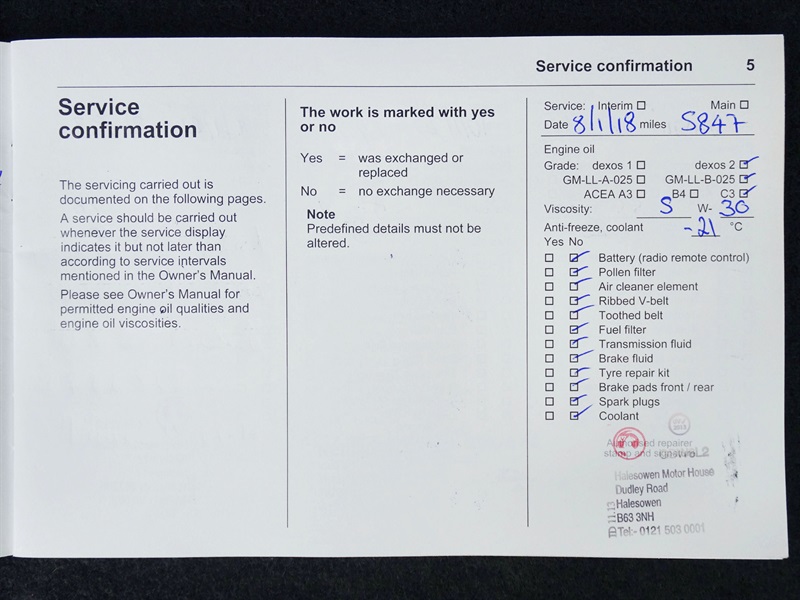 Service confirmation 5
Service
confirmation
The servicing carried out is
documented on the following pages.
A service should be carried out
whenever the service display
indicates it but not later than
according to service intervals
mentioned in the Owner's Manual.
Please see Owner's Manual for
permitted engine oil qualities and
engine oil viscosities.
The work is marked with yes
or no
Yes = was exchanged or
replaced
No = no exchange necessary
Note
Predefined details must not be
altered.
Service: Interim Main
Date 8/1/18 miles 5847
Engine oil
Grade: dexos 1 dexos 2
GM-LL-A-025 GM-LL-B-025
ACEA A3 B4 C3
Viscosity: 5 W- 30
Anti-freeze, coolant -21 °C
Yes No
Battery (radio remote control)
Pollen filter
Air cleaner element
Ribbed V-belt
Toothed belt
Fuel filter
Transmission fluid
Brake fluid
Tyre repair kit
Brake pads front / rear
Spark plugs
Coolant
Authorised repairer
stamp and signature
Halesowen Motor House
Dudley Road
Halesowen
B63 3NH
Tel:- 0121 503 0001